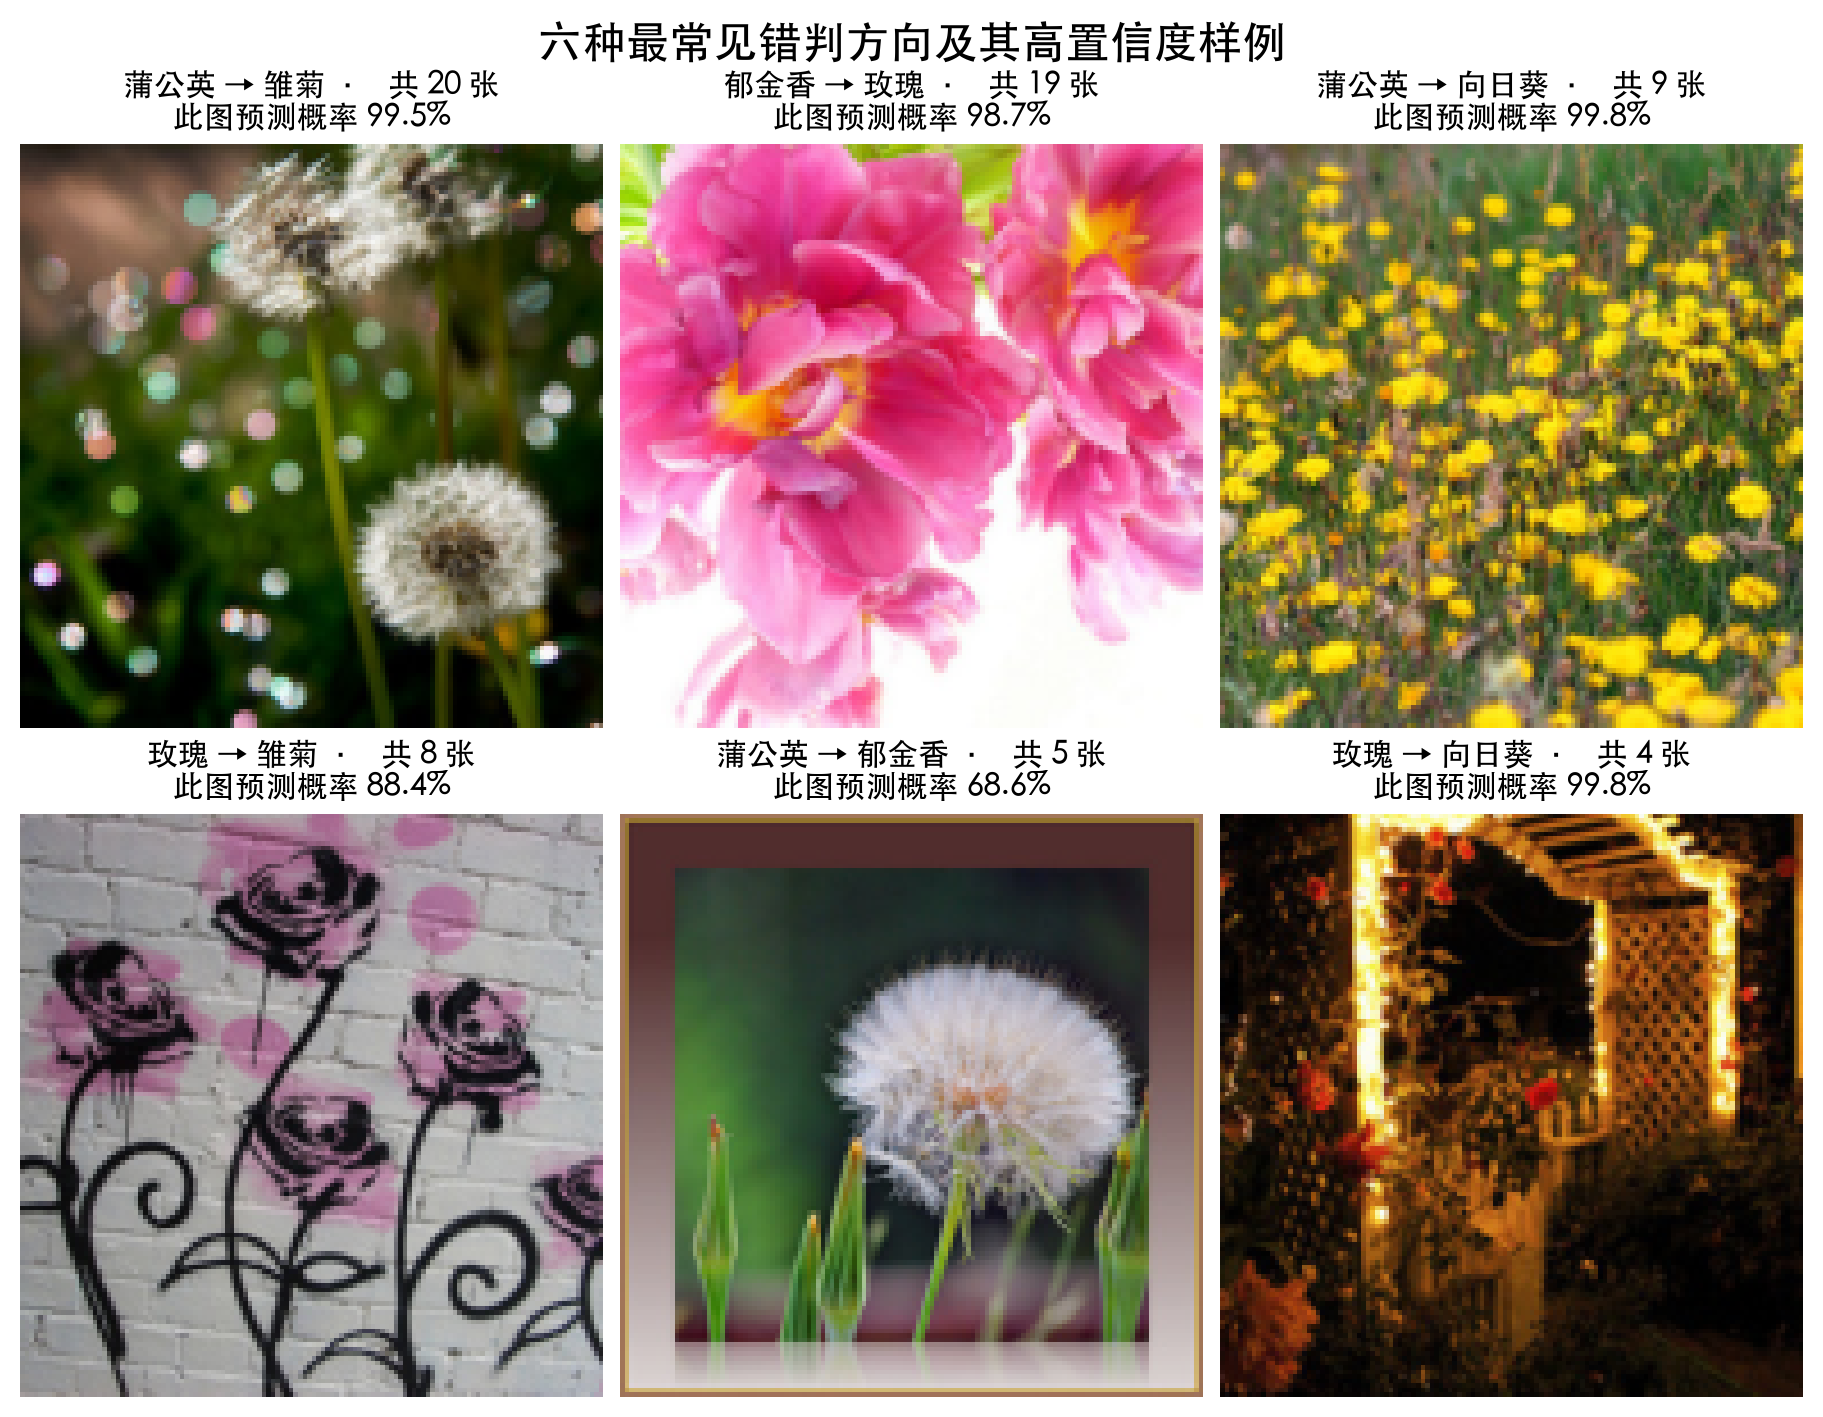 六种最常见错判方向及其高置信度样例
蒲公英 → 雏菊 · 共 20 张
此图预测概率 99.5%
郁金香 → 玫瑰 · 共 19 张
此图预测概率 98.7%
蒲公英 → 向日葵 · 共 9 张
此图预测概率 99.8%
玫瑰 → 雏菊 · 共 8 张
此图预测概率 88.4%
蒲公英 → 郁金香 · 共 5 张
此图预测概率 68.6%
玫瑰 → 向日葵 · 共 4 张
此图预测概率 99.8%